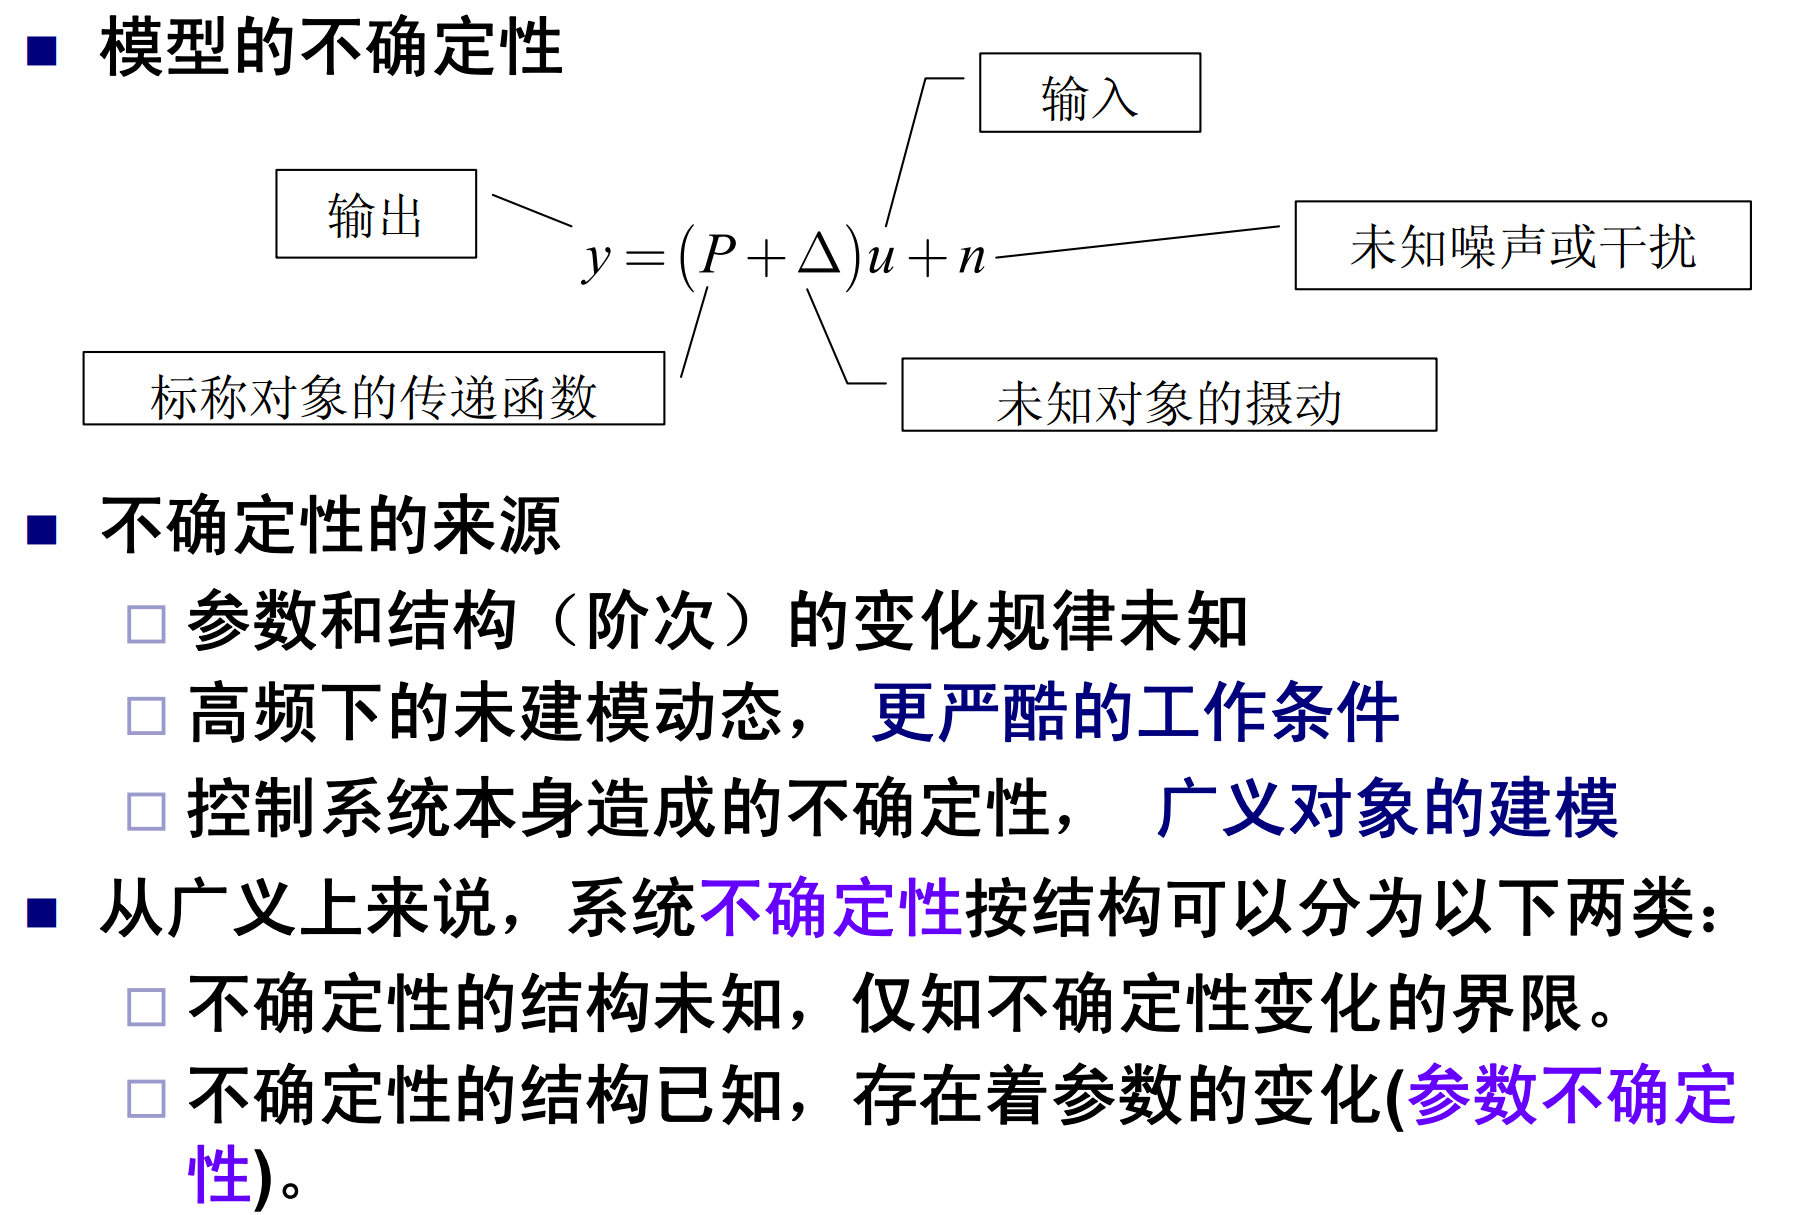 模型的不确定性
输入
输出
y = (P + Δ)u + n
未知噪声或干扰
标称对象的传递函数
未知对象的摄动
不确定性的来源
参数和结构（阶次）的变化规律未知
高频下的未建模动态， 更严酷的工作条件
控制系统本身造成的不确定性， 广义对象的建模
从广义上来说，系统不确定性按结构可以分为以下两类：
不确定性的结构未知，仅知不确定性变化的界限。
不确定性的结构已知，存在着参数的变化(参数不确定
性)。